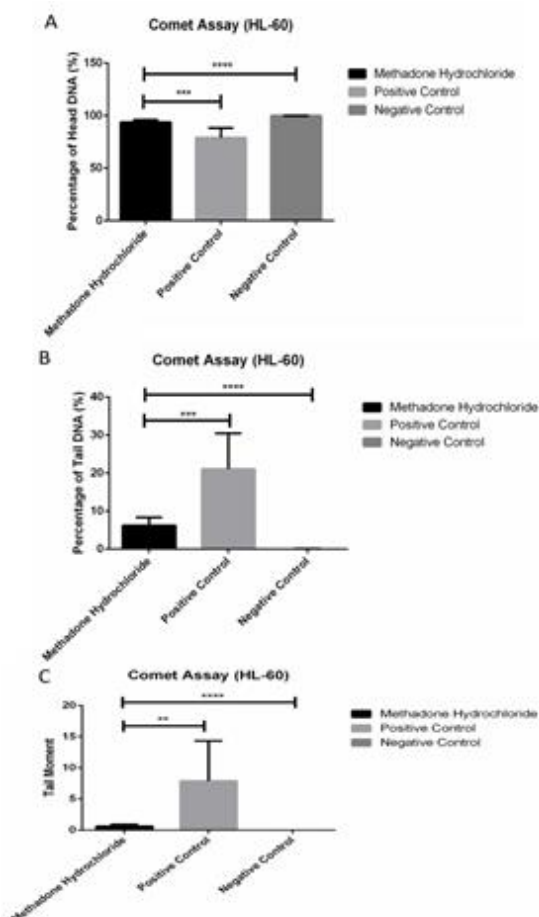 A
Comet Assay (HL-60)
****
***
Percentage of Head DNA (%)
150
100
50
0
Methadone Hydrochloride
Positive Control
Negative Control
Methadone Hydrochloride
Positive Control
Negative Control
B
Comet Assay (HL-60)
****
***
Percentage of Tail DNA (%)
40
30
20
10
0
Methadone Hydrochloride
Positive Control
Negative Control
Methadone Hydrochloride
Positive Control
Negative Control
C
Comet Assay (HL-60)
****
**
Tail Moment
20
15
10
5
0
Methadone Hydrochloride
Positive Control
Negative Control
Methadone Hydrochloride
Positive Control
Negative Control